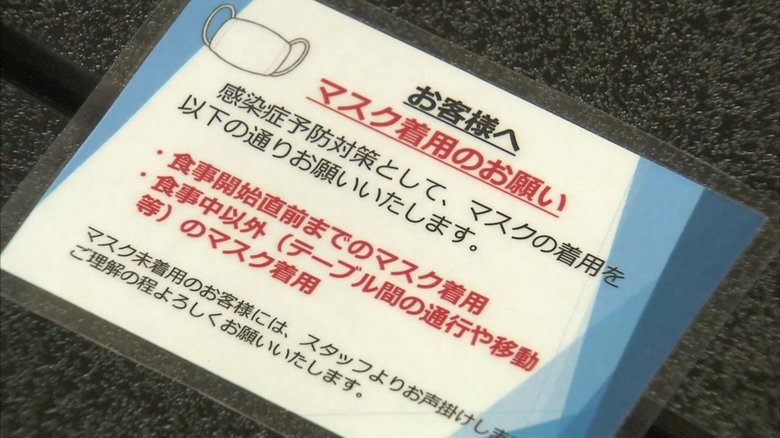 お客様へ
マスク着用のお願い
感染症予防対策として、マスクの着用を
以下の通りお願いいたします。
・食事開始直前までのマスク着用
・食事中以外（テーブル間の通行や移動
等）のマスク着用
マスク未着用のお客様には、スタッフよりお声掛けしま
ご理解の程よろしくお願いいたします。